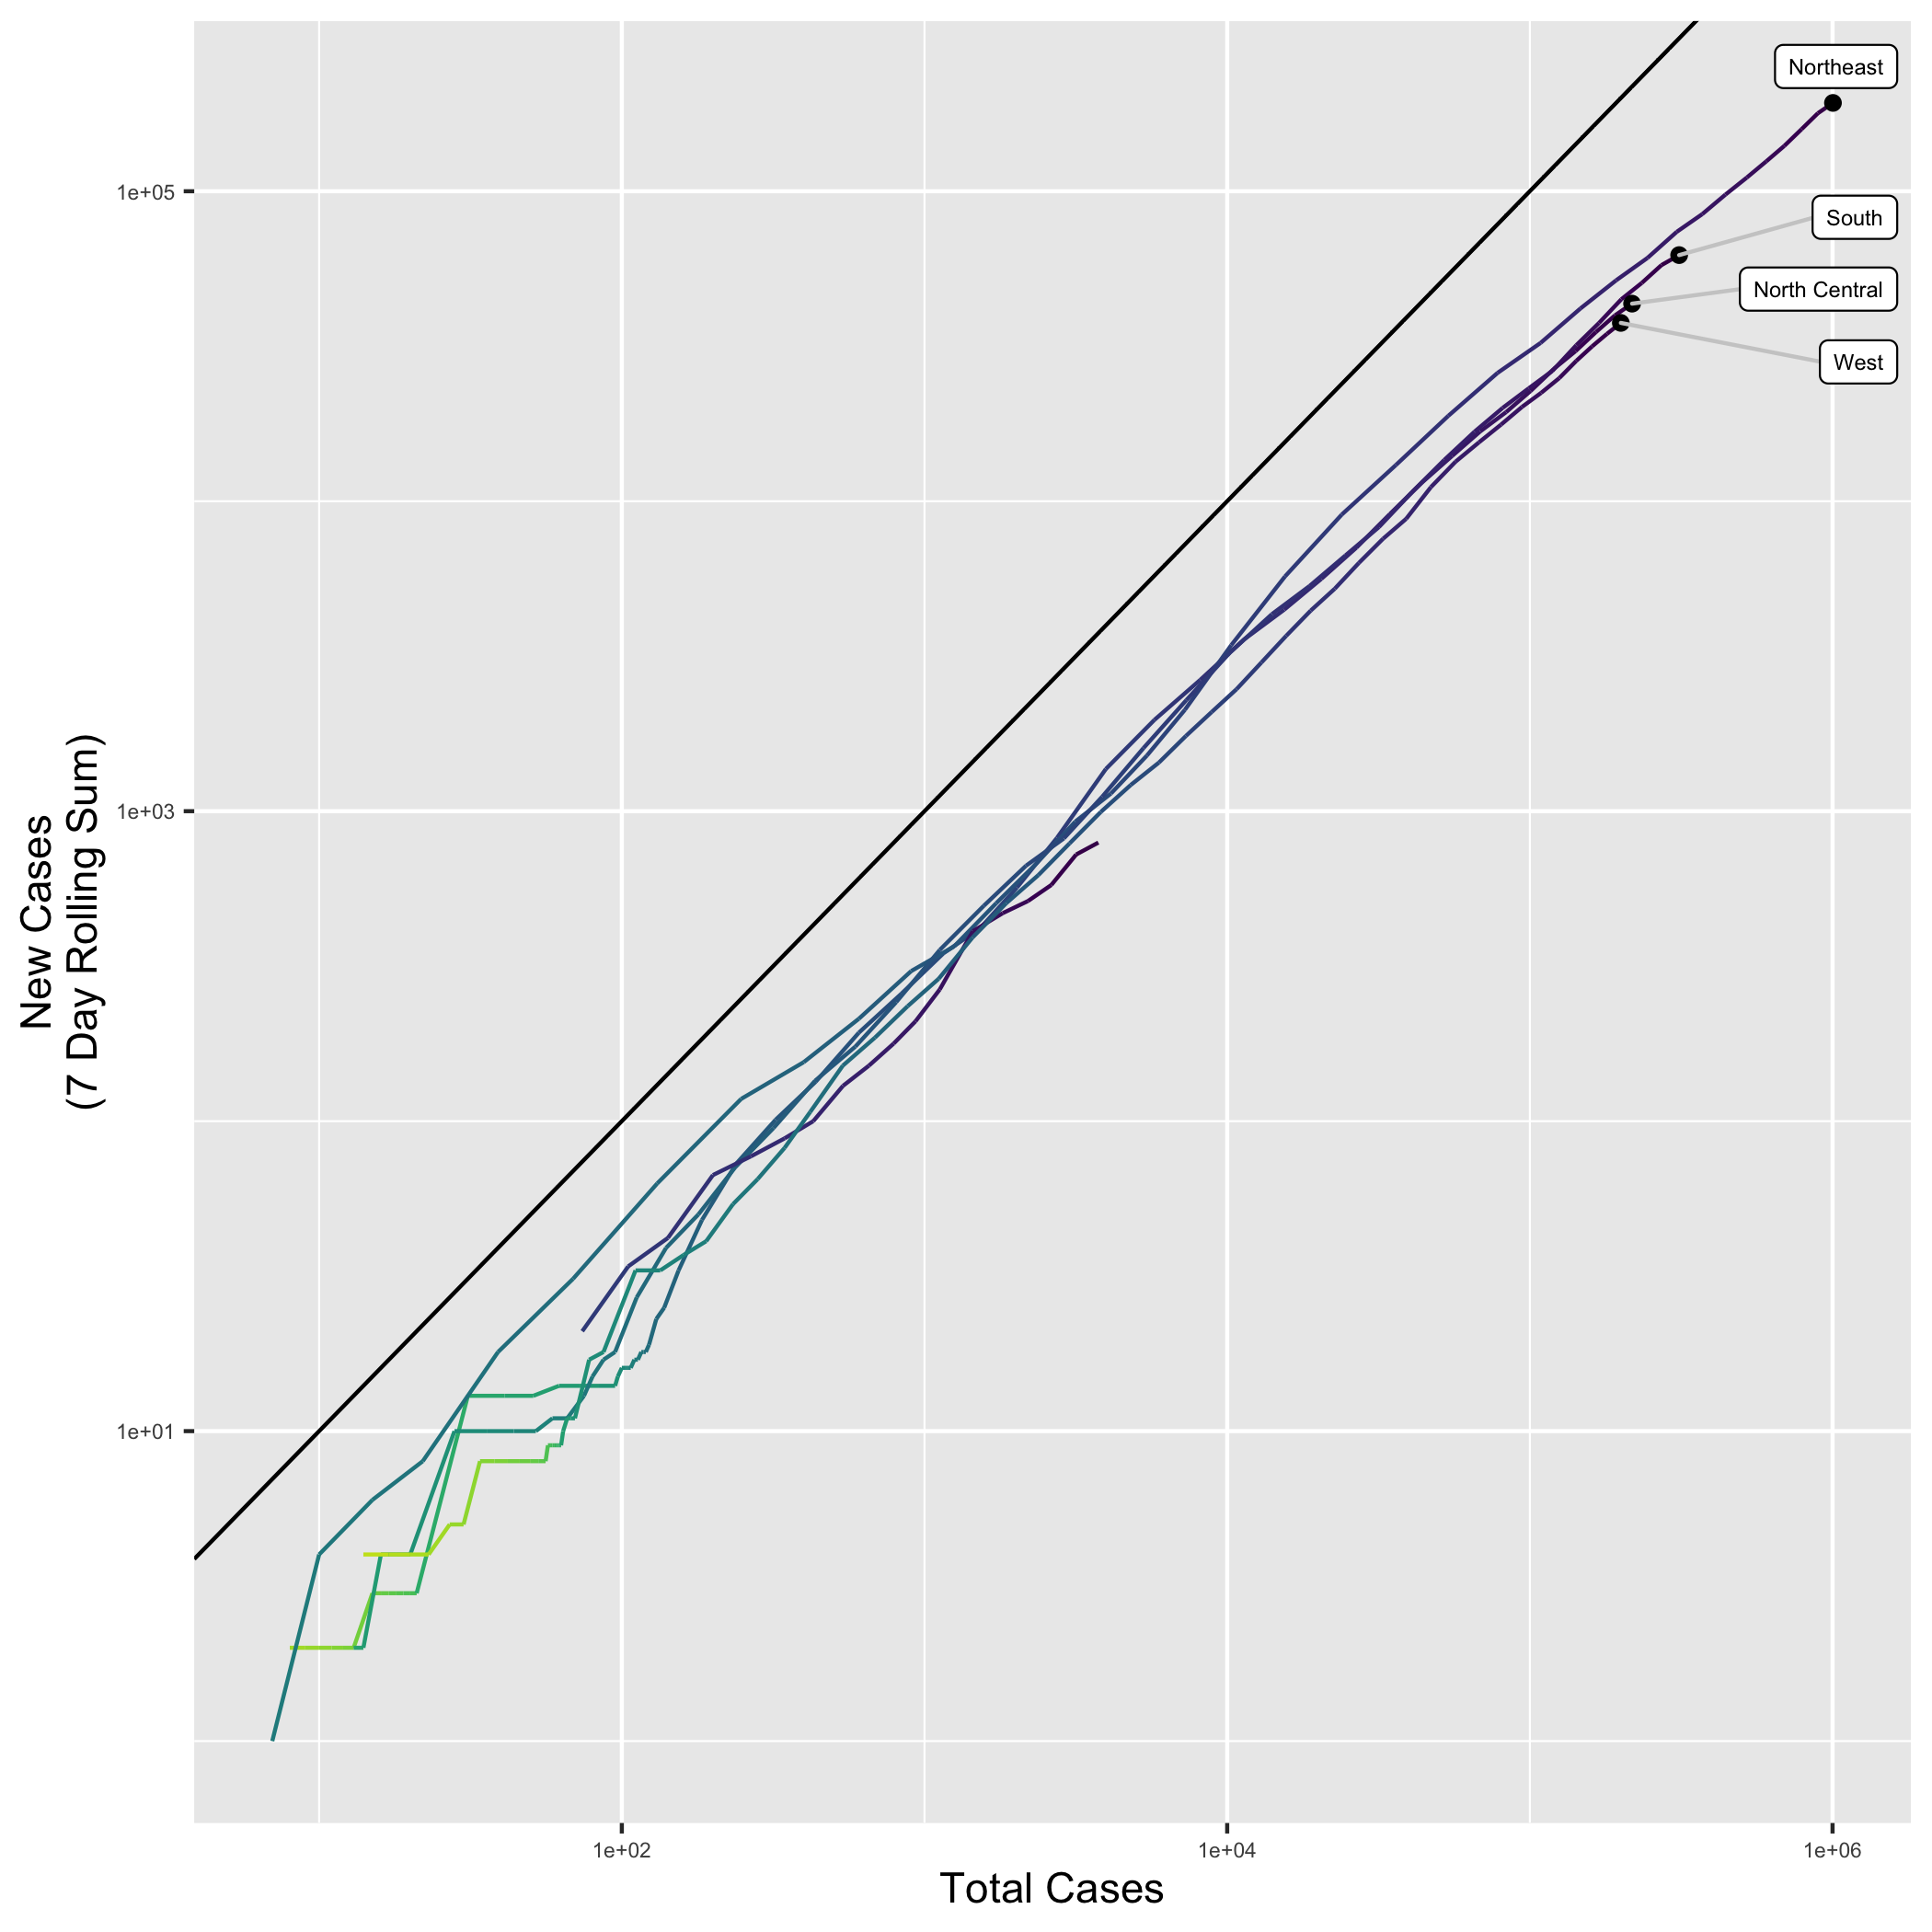 Northeast
1e+05
South
North Central
West
1e+03
New Cases
(7 Day Rolling Sum)
1e+01
1e+02
1e+04
1e+06
Total Cases